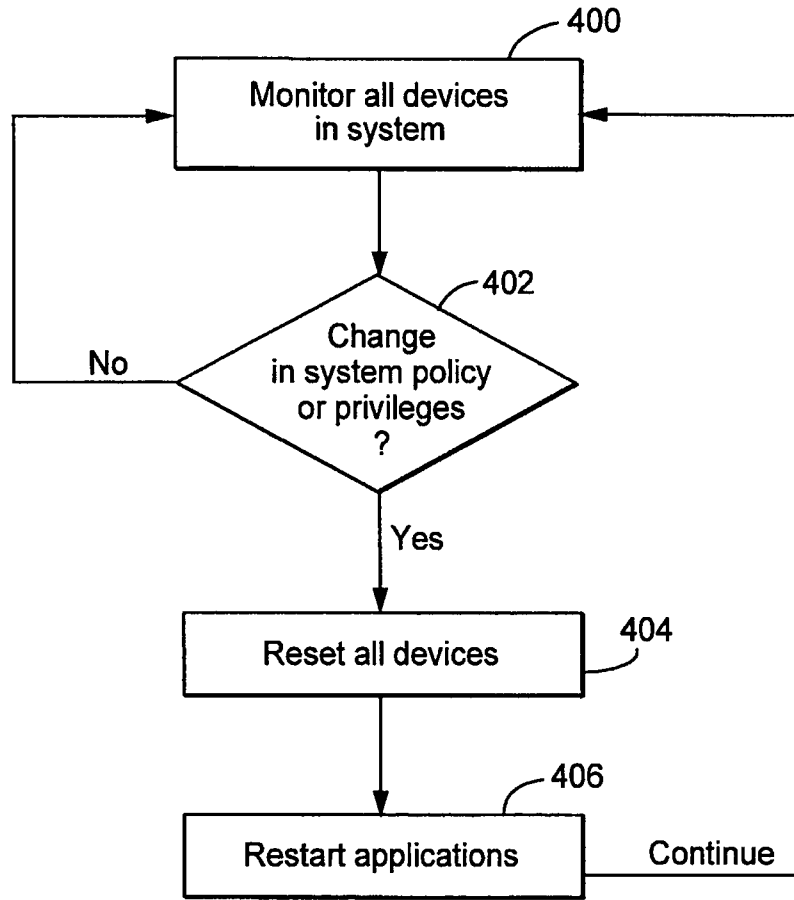 400
Monitor all devices
in system
402
Change
in system policy
or privileges
?
No
Yes
Reset all devices
404
406
Restart applications
Continue